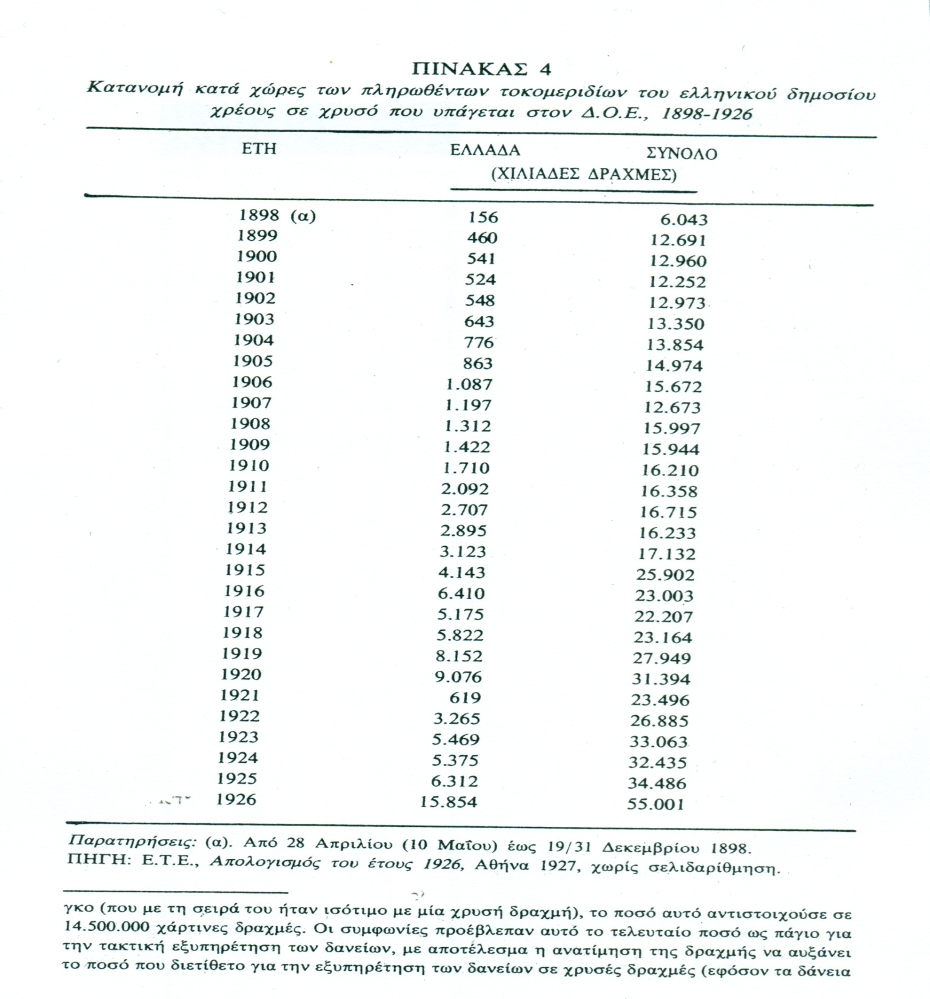 ΠΙΝΑΚΑΣ 4
Κατανομή κατά χώρες των πληρωθέντων τοκομεριδίων του ελληνικού δημοσίου
χρέους σε χρυσό που υπάγεται στον Δ.Ο.Ε., 1898-1926
ΕΤΗ ΕΛΛΑΔΑ ΣΥΝΟΛΟ
(ΧΙΛΙΑΔΕΣ ΔΡΑΧΜΕΣ)
1898 (α) 156 6.043
1899 460 12.691
1900 541 12.960
1901 524 12.252
1902 548 12.973
1903 643 13.350
1904 776 13.854
1905 863 14.974
1906 1.087 15.672
1907 1.197 12.673
1908 1.312 15.997
1909 1.422 15.944
1910 1.710 16.210
1911 2.092 16.358
1912 2.707 16.715
1913 2.895 16.233
1914 3.123 17.132
1915 4.143 25.902
1916 6.410 23.003
1917 5.175 22.207
1918 5.822 23.164
1919 8.152 27.949
1920 9.076 31.394
1921 619 23.496
1922 3.265 26.885
1923 5.469 33.063
1924 5.375 32.435
1925 6.312 34.486
1926 15.854 55.001
Παρατηρήσεις: (α). Από 28 Απριλίου (10 Μαΐου) έως 19/31 Δεκεμβρίου 1898.
ΠΗΓΗ: Ε.Τ.Ε., Απολογισμός του έτους 1926, Αθήνα 1927, χωρίς σελιδαρίθμηση.
γκο (που με τη σειρά του ήταν ισότιμο με μία χρυσή δραχμή), το ποσό αυτό αντιστοιχούσε σε
14.500.000 χάρτινες δραχμές. Οι συμφωνίες προέβλεπαν αυτό το τελευταίο ποσό ως πάγιο για
την τακτική εξυπηρέτηση των δανείων, με αποτέλεσμα η ανατίμηση της δραχμής να αυξάνει
το ποσό που διετίθετο για την εξυπηρέτηση των δανείων σε χρυσές δραχμές (εφόσον τα δάνεια